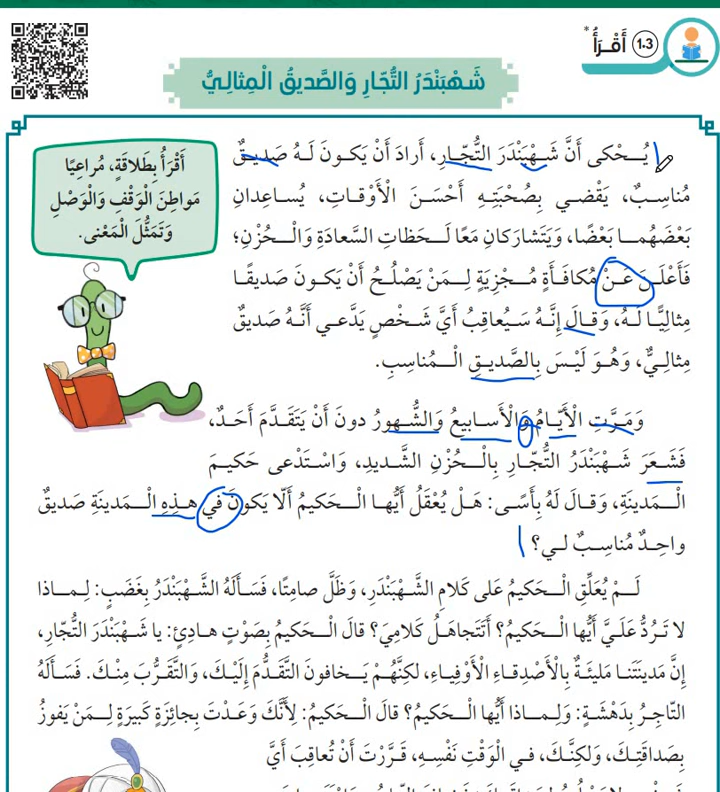 1.3 أَقْرَأُ *
شَهْبَنْدَرُ التُّجّارِ وَالصَّديقُ الْمِثالِيُّ
أَقْرَأُ بِطَلاقَةٍ، مُراعِيًا
مَواطِنَ الْوَقْفِ وَالْوَصْلِ
وَتَمَثُّلَ الْمَعْنى.
يُحْكى أَنَّ شَهْبَنْدَرَ التُّجّارِ، أَرادَ أَنْ يَكونَ لَهُ صَديقٌ
مُناسِبٌ، يَقْضي بِصُحْبَتِهِ أَحْسَنَ الْأَوْقاتِ، يُساعِدانِ
بَعْضَهُما بَعْضًا، وَيَتَشارَكانِ مَعًا لَحَظاتِ السَّعادَةِ وَالْحُزْنِ؛
فَأَعْلَنَ عَنْ مُكافَأَةٍ مُجْزِيَةٍ لِمَنْ يَصْلُحُ أَنْ يَكونَ صَديقًا
مِثالِيًّا لَهُ، وَقالَ إِنَّهُ سَيُعاقِبُ أَيَّ شَخْصٍ يَدَّعي أَنَّهُ صَديقٌ
مِثالِيٌّ، وَهُوَ لَيْسَ بِالصَّديقِ الْمُناسِبِ.
وَمَرَّتِ الْأَيّامُ وَالْأَسابيعُ وَالشُّهورُ دونَ أَنْ يَتَقَدَّمَ أَحَدٌ،
فَشَعَرَ شَهْبَنْدَرُ التُّجّارِ بِالْحُزْنِ الشَّديدِ، وَاسْتَدْعى حَكيمَ
الْمَدينَةِ، وَقالَ لَهُ بِأَسًى: هَلْ يُعْقَلُ أَيُّها الْحَكيمُ أَلّا يَكونَ في هذِهِ الْمَدينَةِ صَديقٌ
واحِدٌ مُناسِبٌ لي؟
لَمْ يُعَلِّقِ الْحَكيمُ عَلى كَلامِ الشَّهْبَنْدَرِ، وَظَلَّ صامِتًا، فَسَأَلَهُ الشَّهْبَنْدَرُ بِغَضَبٍ: لِماذا
لا تَرُدُّ عَلَيَّ أَيُّها الْحَكيمُ؟ أَتَتَجاهَلُ كَلامِيَ؟ قالَ الْحَكيمُ بِصَوْتٍ هادِئٍ: يا شَهْبَنْدَرَ التُّجّارِ،
إِنَّ مَدينَتَنا مَليئَةٌ بِالْأَصْدِقاءِ الْأَوْفِياءِ، لكِنَّهُمْ يَخافونَ التَّقَدُّمَ إِلَيْكَ، وَالتَّقَرُّبَ مِنْكَ. فَسَأَلَهُ
التّاجِرُ بِدَهْشَةٍ: وَلِماذا أَيُّها الْحَكيمُ؟ قالَ الْحَكيمُ: لِأَنَّكَ وَعَدْتَ بِجائِزَةٍ كَبيرَةٍ لِمَنْ يَفوزُ
بِصَداقَتِكَ، وَلكِنَّكَ، في الْوَقْتِ نَفْسِهِ، قَرَّرْتَ أَنْ تُعاقِبَ أَيَّ